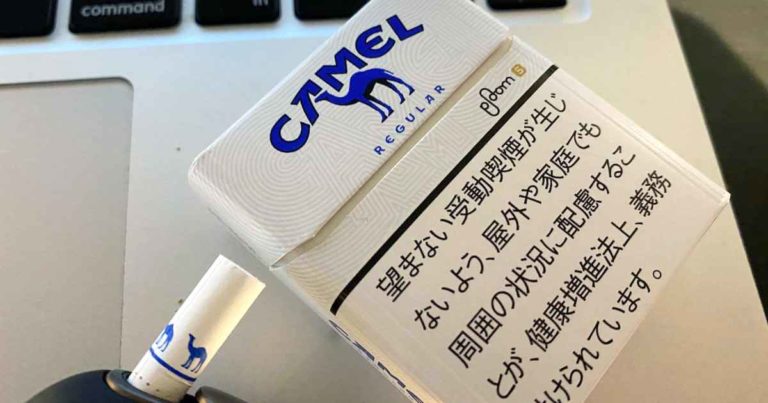 command
CAMEL
REGULAR
ploom S
望まない受動喫煙が生じ
ないよう、屋外や家庭でも
周囲の状況に配慮するこ
とが、健康増進法上、義務
付けられています。
CAME